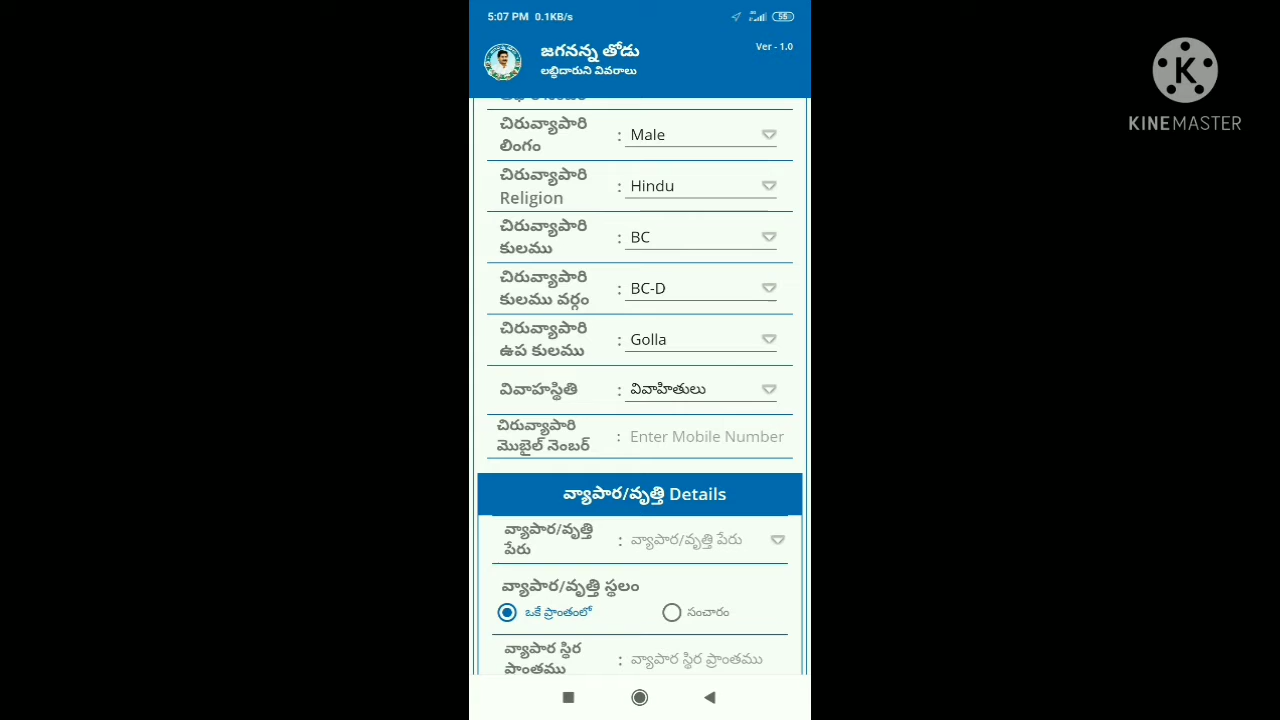 5:07 PM 0.1KB/s
55
జగనన్న తోడు
Ver - 1.0
లబ్ధిదారుని వివరాలు
KINEMASTER
చిరువ్యాపారి
లింగం
: Male
చిరువ్యాపారి
Religion
: Hindu
చిరువ్యాపారి
కులము
: BC
చిరువ్యాపారి
కులము వర్గం
: BC-D
చిరువ్యాపారి
ఉప కులము
: Golla
వివాహస్థితి
: వివాహితులు
చిరువ్యాపారి
మొబైల్ నెంబర్
: Enter Mobile Number
వ్యాపార/వృత్తి Details
వ్యాపార/వృత్తి
పేరు
: వ్యాపార/వృత్తి పేరు
వ్యాపార/వృత్తి స్థలం
ఒకే ప్రాంతంలో
సంచారం
వ్యాపార స్థిర
ప్రాంతము
: వ్యాపార స్థిర ప్రాంతము